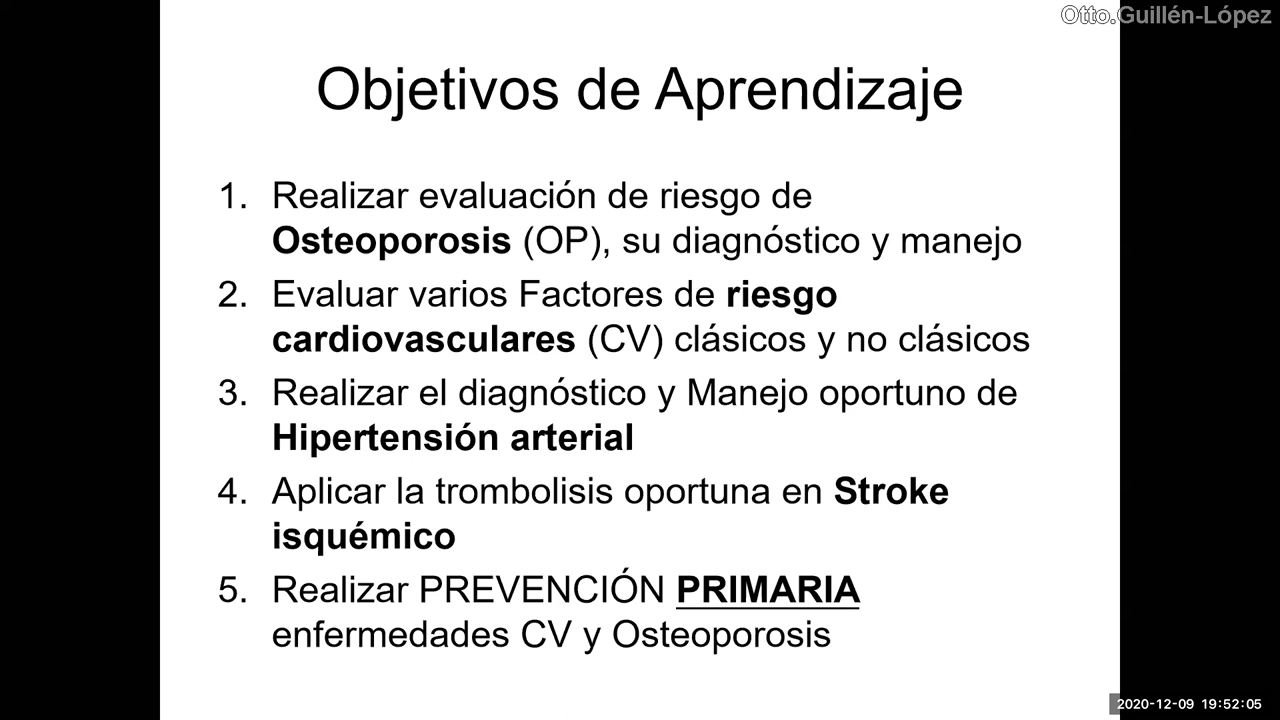 Otto.Guillén-López
Objetivos de Aprendizaje
1. Realizar evaluación de riesgo de
Osteoporosis (OP), su diagnóstico y manejo
2. Evaluar varios Factores de riesgo
cardiovasculares (CV) clásicos y no clásicos
3. Realizar el diagnóstico y Manejo oportuno de
Hipertensión arterial
4. Aplicar la trombolisis oportuna en Stroke
isquémico
5. Realizar PREVENCIÓN PRIMARIA
enfermedades CV y Osteoporosis
2020-12-09 19:52:05